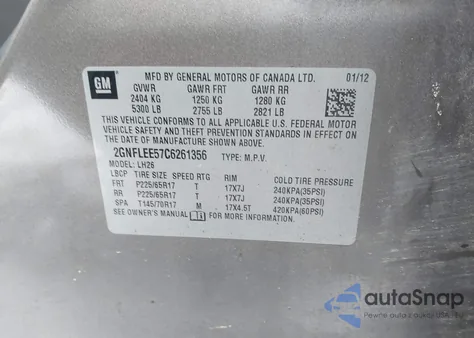 GM
MFD BY GENERAL MOTORS OF CANADA LTD. 01/12
GVWR GAWR FRT GAWR RR
2404 KG 1250 KG 1280 KG
5300 LB 2755 LB 2821 LB
THIS VEHICLE CONFORMS TO ALL APPLICABLE U.S. FEDERAL MOTOR
VEHICLE SAFETY AND THEFT PREVENTION STANDARDS IN EFFECT
ON THE DATE OF MANUFACTURE SHOWN ABOVE.
2GNFLEE57C6261356 TYPE: M.P.V.
MODEL: LH26
LBCP TIRE SIZE SPEED RTG RIM COLD TIRE PRESSURE
FRT P225/65R17 T 17X7J 240KPA(35PSI)
RR P225/65R17 T 17X7J 240KPA(35PSI)
SPA T145/70R17 M 17X4.5T 420KPA(60PSI)
SEE OWNER'S MANUAL FOR MORE INFORMATION.
autoSnap
Pewne auta z aukcji USA